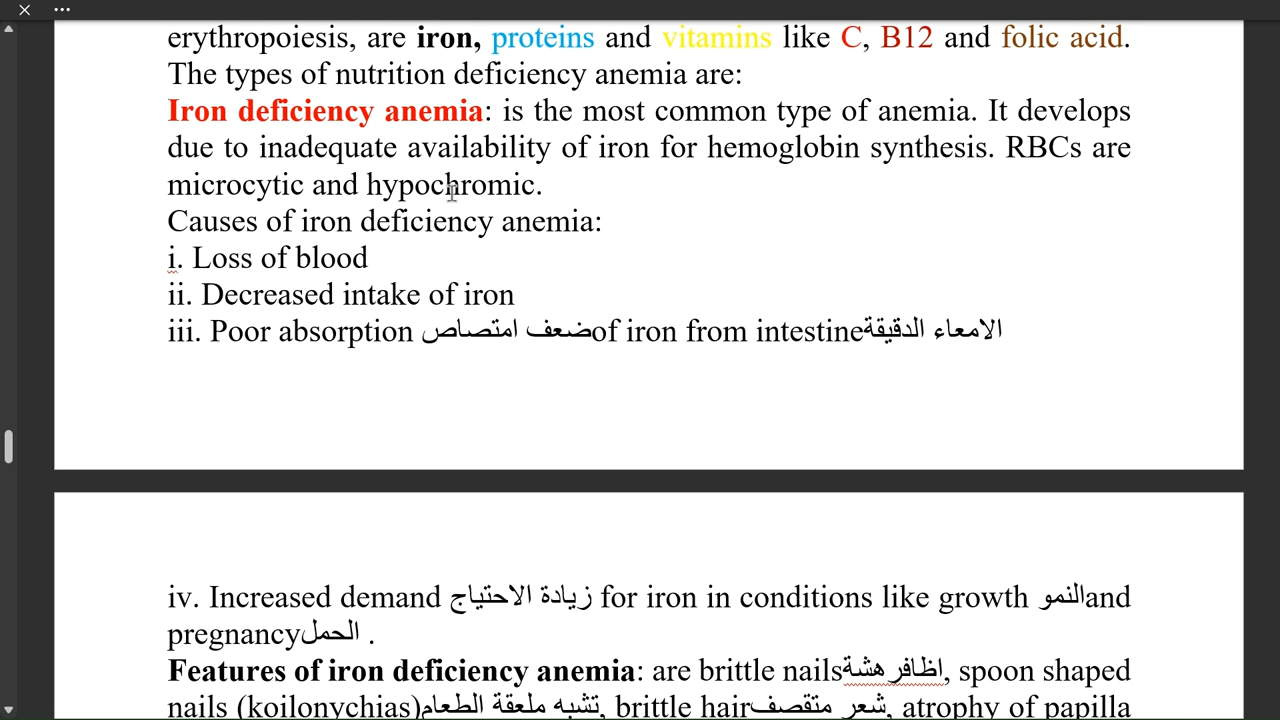 erythropoiesis, are iron, proteins and vitamins like C, B12 and folic acid.
The types of nutrition deficiency anemia are:
Iron deficiency anemia: is the most common type of anemia. It develops
due to inadequate availability of iron for hemoglobin synthesis. RBCs are
microcytic and hypochromic.
Causes of iron deficiency anemia:
i. Loss of blood
ii. Decreased intake of iron
iii. Poor absorption ضعف امتصاص of iron from intestine الامعاء الدقيقة
iv. Increased demand زيادة الاحتياج for iron in conditions like growth النمو and
pregnancy الحمل .
Features of iron deficiency anemia: are brittle nails اظافر هشة, spoon shaped
nails (koilonychias) تشبه ملعقة الطعام, brittle hair شعر متقصف, atrophy of papilla